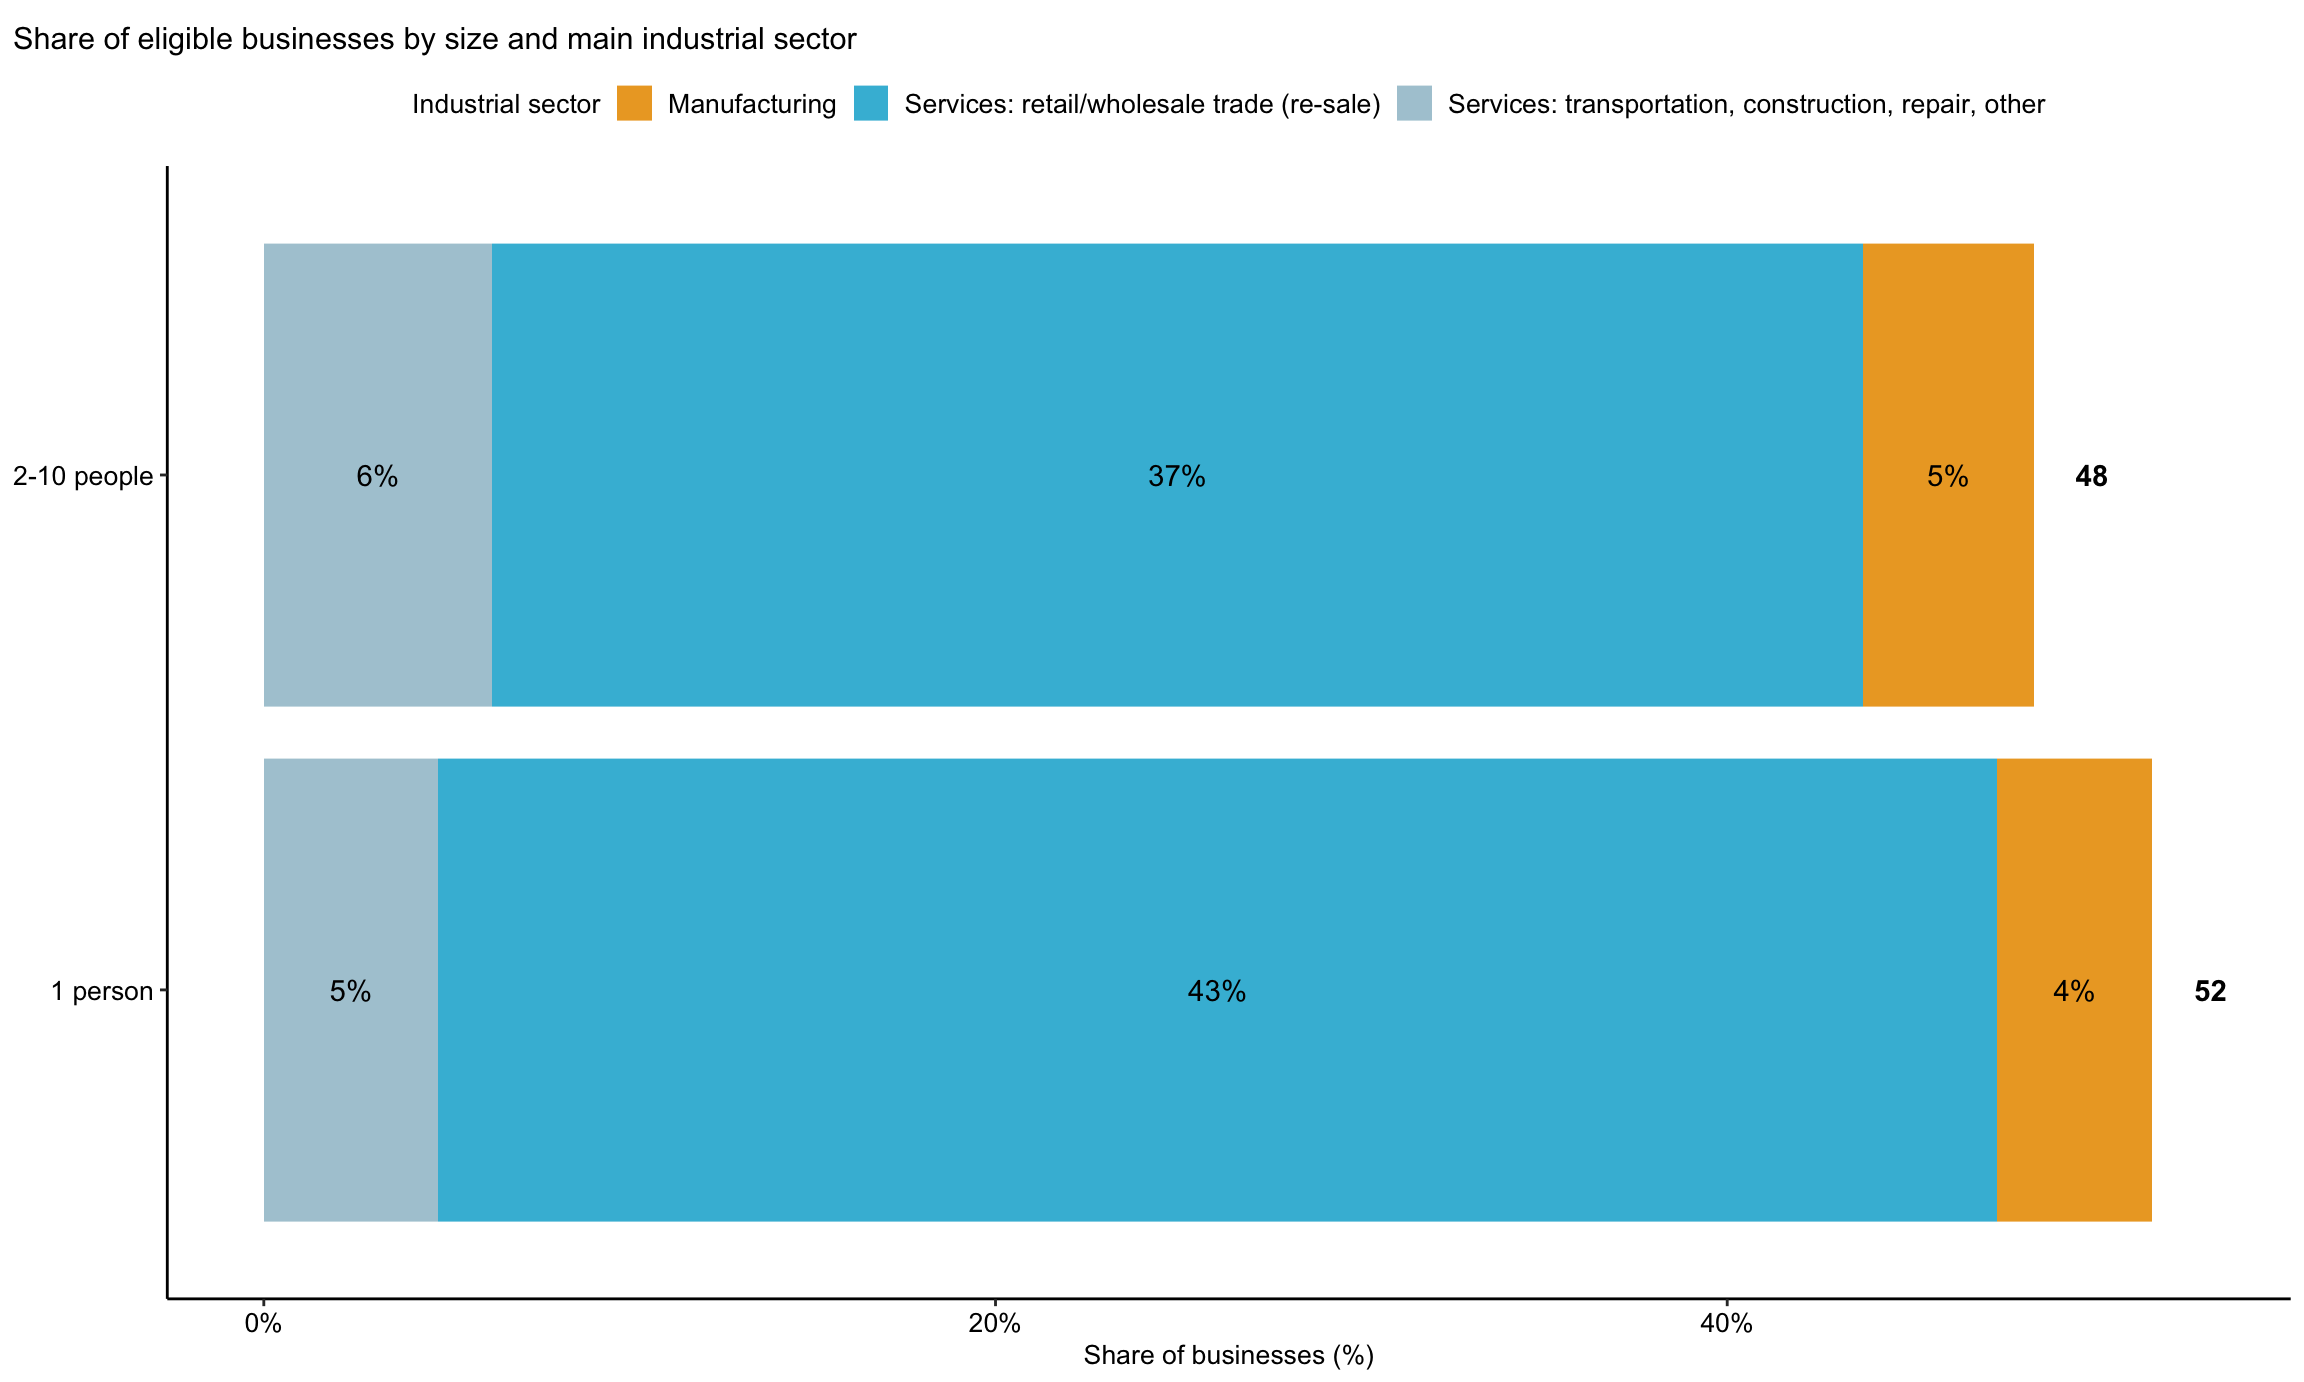 Share of eligible businesses by size and main industrial sector
Industrial sector Manufacturing Services: retail/wholesale trade (re-sale) Services: transportation, construction, repair, other
2-10 people 6% 37% 5% 48
1 person 5% 43% 4% 52
0% 20% 40%
Share of businesses (%)